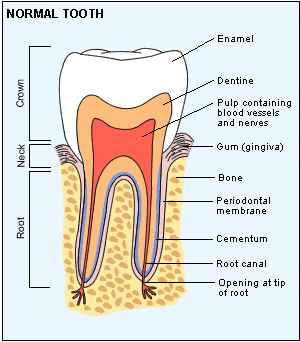 NORMAL TOOTH
Enamel
Dentine
Pulp containing
blood vessels
and nerves
Gum (gingiva)
Bone
Periodontal
membrane
Cementum
Root canal
Opening at tip
of root
Crown
Neck
Root